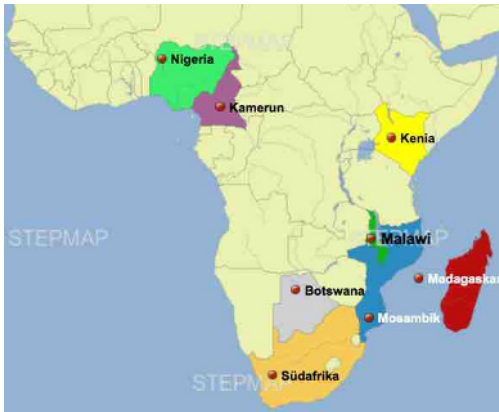 STEPMAP
Nigeria
Kamerun
Kenia
STEPMAP
STEPMAP
Malawi
Madagaskar
Botswana
Mosambik
Südafrika
STEPMAP